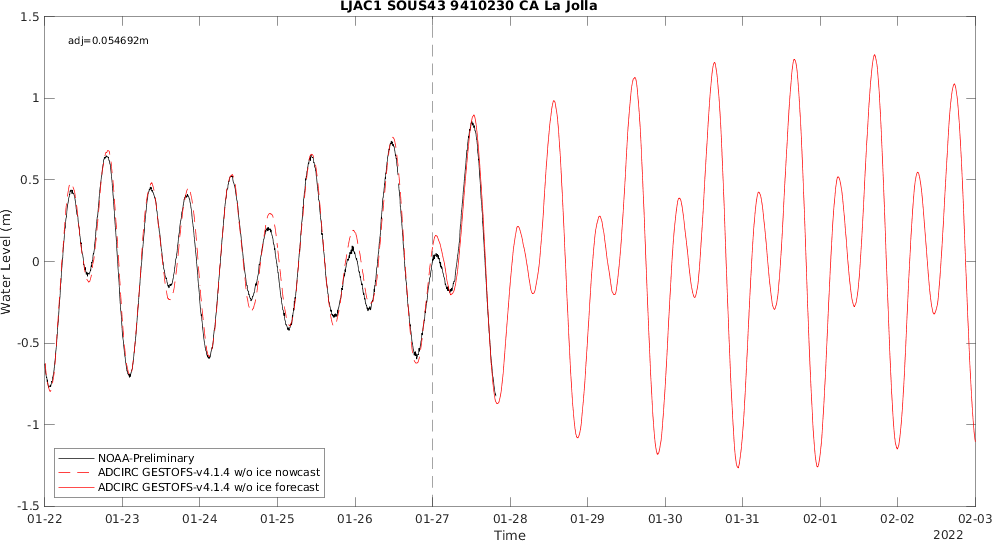 LJAC1 SOUS43 9410230 CA La Jolla
adj=0.054692m
1.5
1
0.5
0
-0.5
-1
-1.5
Water Level (m)
NOAA-Preliminary
ADCIRC GESTOFS-v4.1.4 w/o ice nowcast
ADCIRC GESTOFS-v4.1.4 w/o ice forecast
01-22 01-23 01-24 01-25 01-26 01-27 01-28 01-29 01-30 01-31 02-01 02-02 02-03
Time
2022